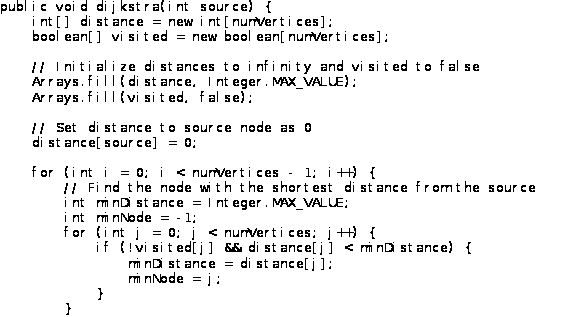 public void dijkstra(int source) {
    int[] distance = new int[numVertices];
    boolean[] visited = new boolean[numVertices];

    // Initialize distances to infinity and visited to false
    Arrays.fill(distance, Integer.MAX_VALUE);
    Arrays.fill(visited, false);

    // Set distance to source node as 0
    distance[source] = 0;

    for (int i = 0; i < numVertices - 1; i++) {
        // Find the node with the shortest distance from the source
        int minDistance = Integer.MAX_VALUE;
        int minNode = -1;
        for (int j = 0; j < numVertices; j++) {
            if (!visited[j] && distance[j] < minDistance) {
                minDistance = distance[j];
                minNode = j;
            }
        }